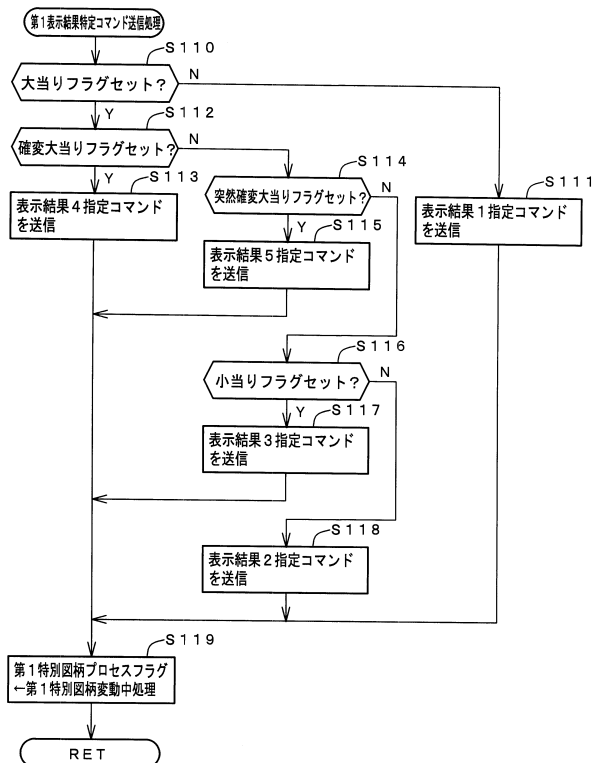 第1表示結果特定コマンド送信処理
S110
大当りフラグセット？
N
Y
S112
確変大当りフラグセット？
N
Y
S113
表示結果4指定コマンド
を送信
S114
突然確変大当りフラグセット？
N
Y
S115
表示結果5指定コマンド
を送信
S111
表示結果1指定コマンド
を送信
S116
小当りフラグセット？
N
Y
S117
表示結果3指定コマンド
を送信
S118
表示結果2指定コマンド
を送信
S119
第1特別図柄プロセスフラグ
←第1特別図柄変動中処理
RET